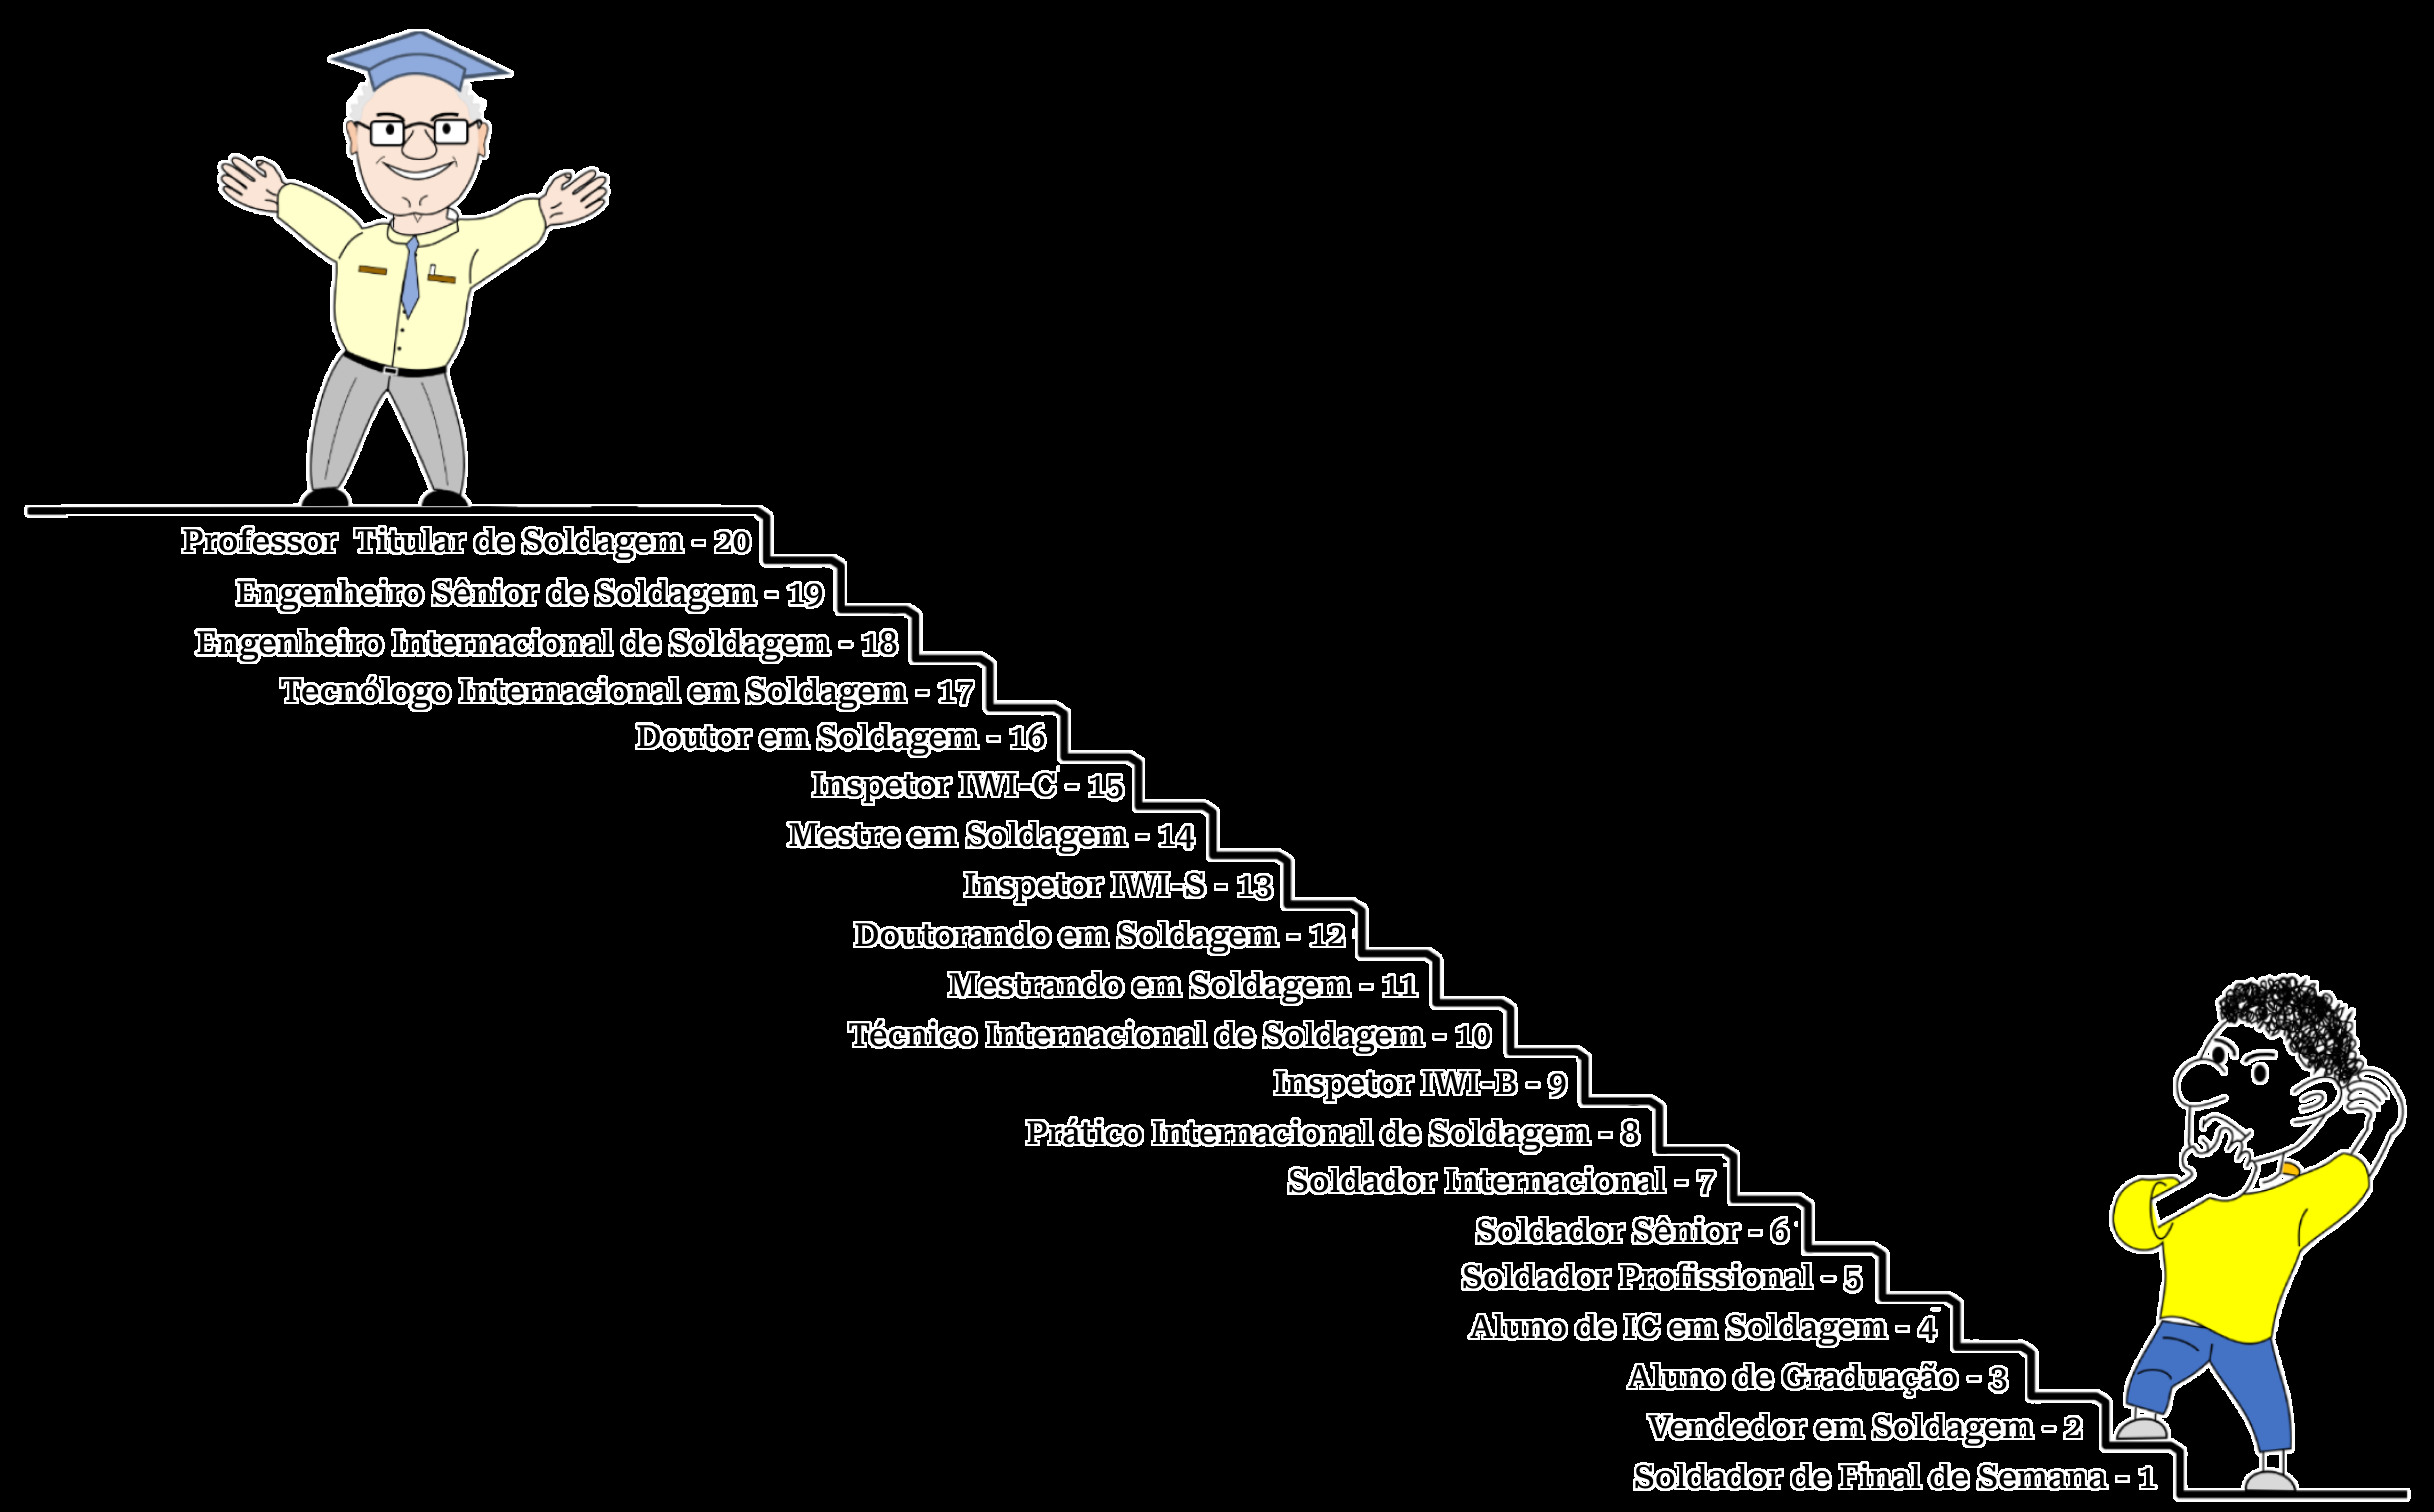 Professor Titular de Soldagem - 20
Engenheiro Sênior de Soldagem - 19
Engenheiro Internacional de Soldagem - 18
Tecnólogo Internacional em Soldagem - 17
Doutor em Soldagem - 16
Inspetor IWI-C - 15
Mestre em Soldagem - 14
Inspetor IWI-S - 13
Doutorando em Soldagem - 12
Mestrando em Soldagem - 11
Técnico Internacional de Soldagem - 10
Inspetor IWI-B - 9
Prático Internacional de Soldagem - 8
Soldador Internacional - 7
Soldador Sênior - 6
Soldador Profissional - 5
Aluno de IC em Soldagem - 4
Aluno de Graduação - 3
Vendedor em Soldagem - 2
Soldador de Final de Semana - 1